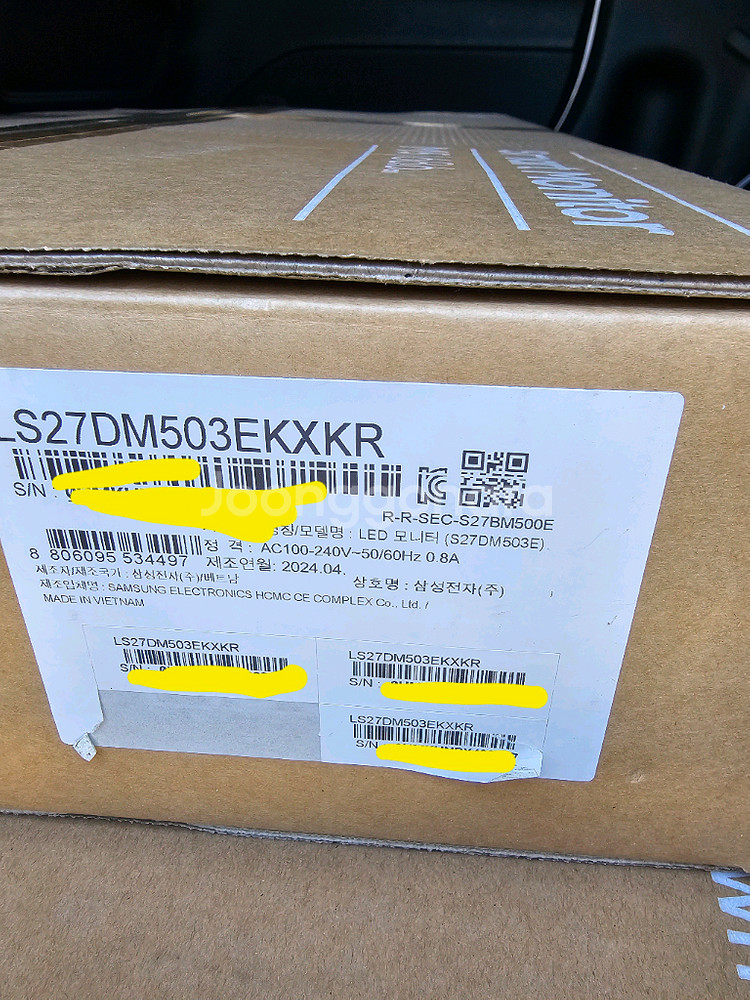 Smart Monitor
LS27DM503EKXKR
S/N :
Joonggonara
R-R-SEC-S27BM500E
/모델명 : LED 모니터 (S27DM503E)
정 격 : AC100-240V~50/60Hz 0.8A
8 806095 534497
제조연월: 2024.04.
제조자/제조국가 : 삼성전자(주)/베트남
상호명 : 삼성전자(주)
제조업체명 : SAMSUNG ELECTRONICS HCMC CE COMPLEX Co., Ltd. /
MADE IN VIETNAM
LS27DM503EKXKR
S/N :
LS27DM503EKXKR
S/N :
LS27DM503EKXKR
S/N